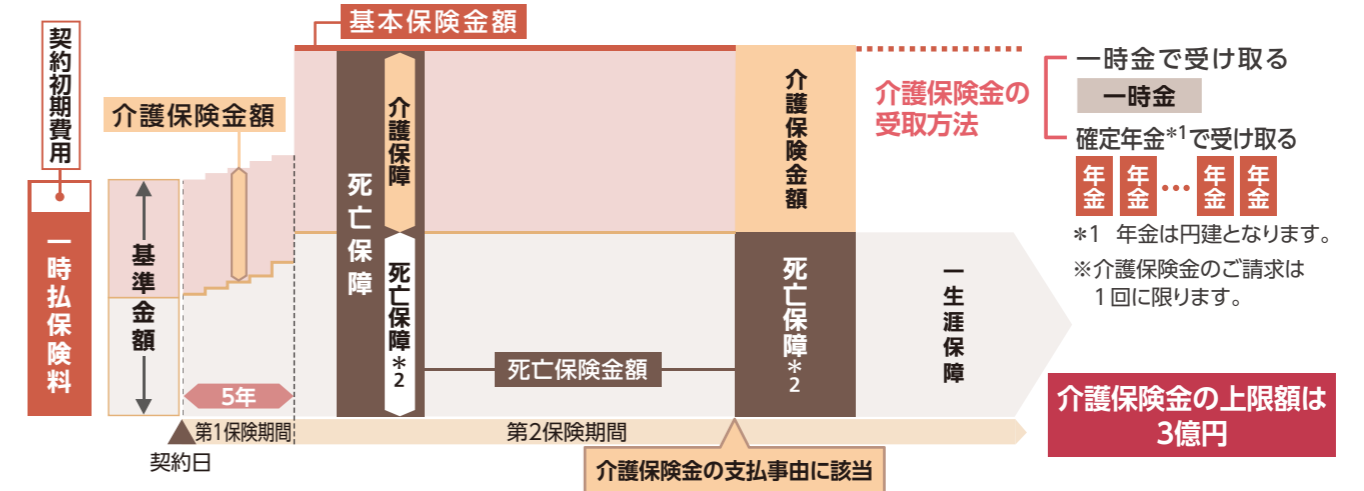 基本保険金額
契約初期費用
介護保険金額
一時払保険料
基準金額
5年
第1保険期間
契約日
死亡保障
介護保障
死亡保障*2
死亡保険金額
第2保険期間
介護保険金額
死亡保障*2
介護保険金の支払事由に該当
一生涯保障
介護保険金の
受取方法
一時金で受け取る
一時金
確定年金*1で受け取る
年金
年金
…
年金
年金
*1 年金は円建となります。
※介護保険金のご請求は
1回に限ります。
介護保険金の上限額は
3億円